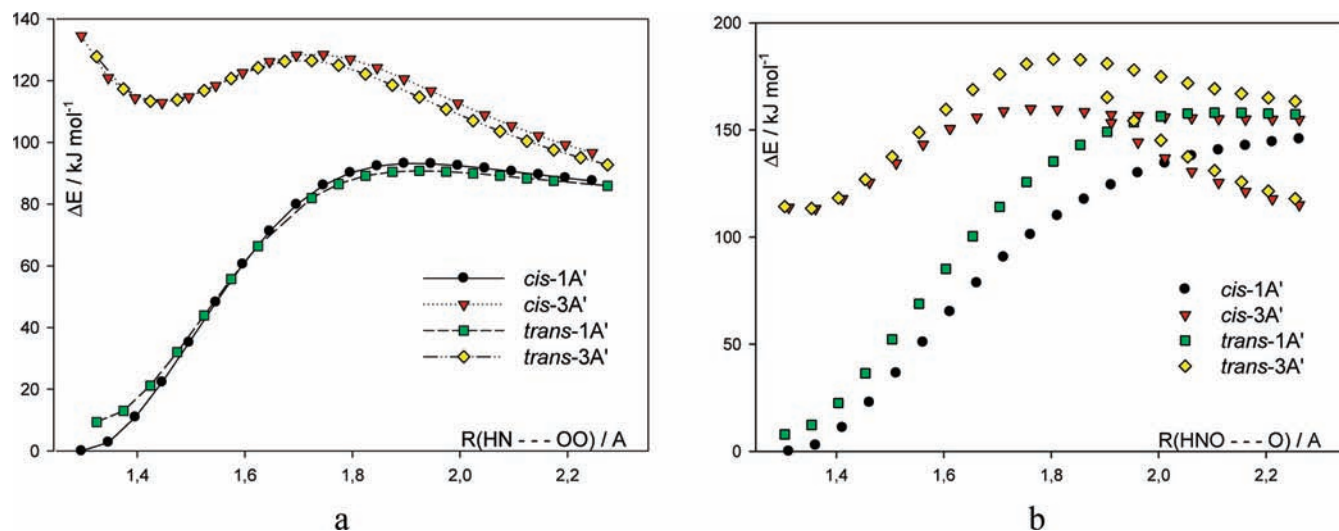 140
120
100
80
60
40
20
0
ΔE / kJ mol⁻¹
cis-1A'
cis-3A'
trans-1A'
trans-3A'
R(HN - - - OO) / A
1,4 1,6 1,8 2,0 2,2
a
200
150
100
50
0
ΔE / kJ mol⁻¹
cis-1A'
cis-3A'
trans-1A'
trans-3A'
R(HNO - - - O) / A
1,4 1,6 1,8 2,0 2,2
b